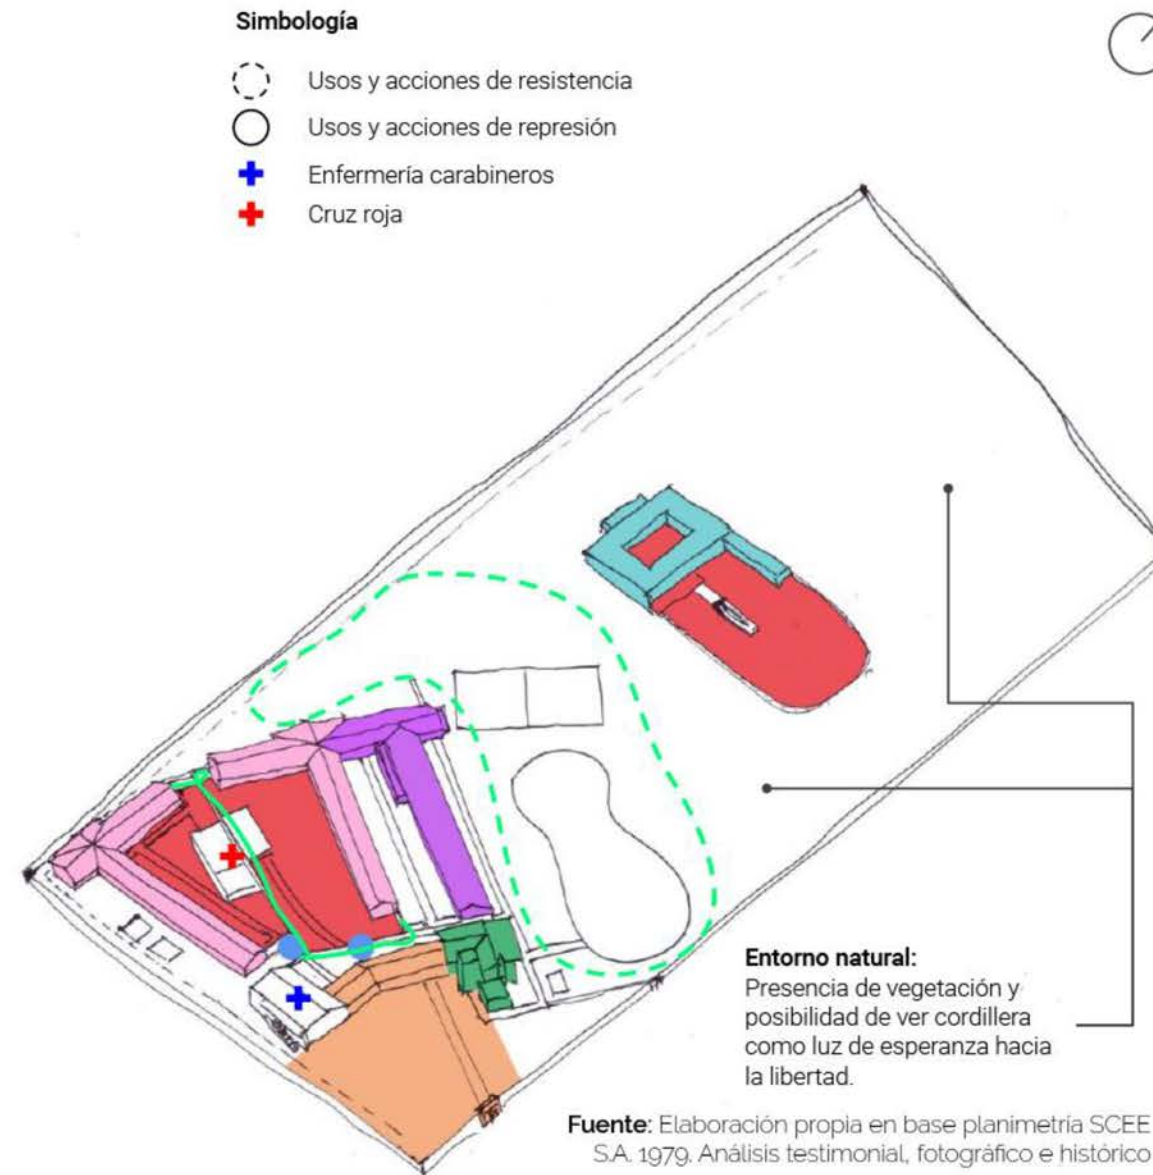 Simbología
Usos y acciones de resistencia
Usos y acciones de represión
Enfermería carabineros
Cruz roja
Entorno natural:
Presencia de vegetación y
posibilidad de ver cordillera
como luz de esperanza hacia
la libertad.
Fuente: Elaboración propia en base planimetría SCEE
S.A. 1979. Análisis testimonial, fotográfico e histórico